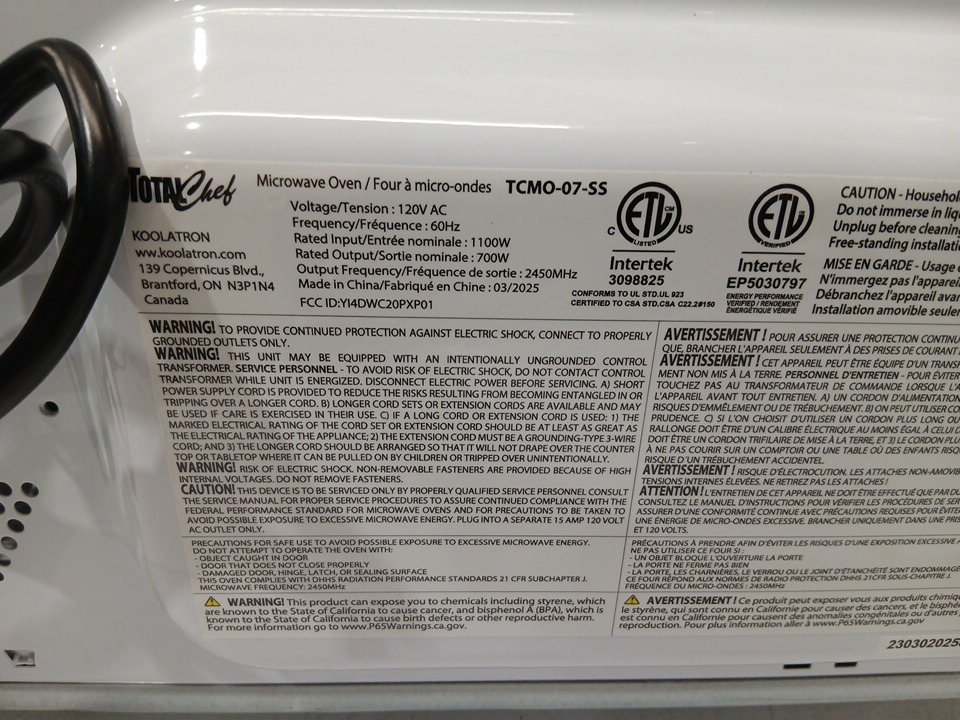 TOTAL Chef
Microwave Oven / Four à micro-ondes TCMO-07-SS
KOOLATRON
ww.koolatron.com
139 Copernicus Blvd.,
Brantford, ON N3P1N4
Canada
Voltage/Tension : 120V AC
Frequency/Fréquence : 60Hz
Rated Input/Entrée nominale : 1100W
Rated Output/Sortie nominale : 700W
Output Frequency/Fréquence de sortie : 2450MHz
Made in China/Fabriqué en Chine : 03/2025
FCC ID:YI4DWC20PXP01
ETL CM
LISTED
C US
Intertek
3098825
CONFORMS TO UL STD.UL 923
CERTIFIED TO CSA STD.CSA C22.2#150
ETL
VERIFIED
Intertek
EP5030797
ENERGY PERFORMANCE
VERIFIED / RENDEMENT
ÉNERGÉTIQUE VÉRIFIÉ
CAUTION - Househol
Do not immerse in liq
Unplug before cleaning
Free-standing installatio
MISE EN GARDE - Usage d
N'immergez pas l'appareil
Débranchez l'appareil avan
Installation amovible seulem
WARNING! TO PROVIDE CONTINUED PROTECTION AGAINST ELECTRIC SHOCK, CONNECT TO PROPERLY
GROUNDED OUTLETS ONLY.
WARNING! THIS UNIT MAY BE EQUIPPED WITH AN INTENTIONALLY UNGROUNDED CONTROL
TRANSFORMER. SERVICE PERSONNEL - TO AVOID RISK OF ELECTRIC SHOCK, DO NOT CONTACT CONTROL
TRANSFORMER WHILE UNIT IS ENERGIZED. DISCONNECT ELECTRIC POWER BEFORE SERVICING. A) SHORT
POWER SUPPLY CORD IS PROVIDED TO REDUCE THE RISKS RESULTING FROM BECOMING ENTANGLED IN OR
TRIPPING OVER A LONGER CORD. B) LONGER CORD SETS OR EXTENSION CORDS ARE AVAILABLE AND MAY
BE USED IF CARE IS EXERCISED IN THEIR USE. C) IF A LONG CORD OR EXTENSION CORD IS USED: 1) THE
MARKED ELECTRICAL RATING OF THE CORD SET OR EXTENSION CORD SHOULD BE AT LEAST AS GREAT AS
THE ELECTRICAL RATING OF THE APPLIANCE; 2) THE EXTENSION CORD MUST BE A GROUNDING-TYPE 3-WIRE
CORD; AND 3) THE LONGER CORD SHOULD BE ARRANGED SO THAT IT WILL NOT DRAPE OVER THE COUNTER
TOP OR TABLETOP WHERE IT CAN BE PULLED ON BY CHILDREN OR TRIPPED OVER UNINTENTIONALLY.
WARNING! RISK OF ELECTRIC SHOCK. NON-REMOVABLE FASTENERS ARE PROVIDED BECAUSE OF HIGH
INTERNAL VOLTAGES. DO NOT REMOVE FASTENERS.
CAUTION! THIS DEVICE IS TO BE SERVICED ONLY BY PROPERLY QUALIFIED SERVICE PERSONNEL CONSULT
THE SERVICE MANUAL FOR PROPER SERVICE PROCEDURES TO ASSURE CONTINUED COMPLIANCE WITH THE
FEDERAL PERFORMANCE STANDARD FOR MICROWAVE OVENS AND FOR PRECAUTIONS TO BE TAKEN TO
AVOID POSSIBLE EXPOSURE TO EXCESSIVE MICROWAVE ENERGY. PLUG INTO A SEPARATE 15 AMP 120 VOLT
AC OUTLET ONLY.
AVERTISSEMENT ! POUR ASSURER UNE PROTECTION CONTINU
QUE, BRANCHER L'APPAREIL SEULEMENT À DES PRISES DE COURANT
AVERTISSEMENT ! CET APPAREIL PEUT ÊTRE ÉQUIPE D'UN TRANSF
MENT NON MIS À LA TERRE. PERSONNEL D'ENTRETIEN - POUR ÉVITER
TOUCHEZ PAS AU TRANSFORMATEUR DE COMMANDE LORSQUE L'A
L'APPAREIL AVANT TOUT ENTRETIEN. A) UN CORDON D'ALIMENTATION
RISQUES D'EMMÊLEMENT OU DE TRÉBUCHEMENT. B) ON PEUT UTILISER CO
PRUDENCE. C) SI L'ON CHOISIT D'UTILISER UN CORDON PLUS LONG OU
RALLONGE DOIT ÊTRE D'UN CALIBRE ÉLECTRIQUE AU MOINS ÉGAL À CELUI D
DOIT ÊTRE UN CORDON TRIFILAIRE DE MISE À LA TERRE, ET 3) LE CORDON PLU
À NE PAS COURIR SUR UN COMPTOIR OU UNE TABLE OÙ DES ENFANTS RISQ
RISQUE D'UN TRÉBUCHEMENT ACCIDENTEL.
AVERTISSEMENT ! RISQUE D'ÉLECTROCUTION. LES ATTACHES NON-AMOVIB
TENSIONS INTERNES ÉLEVÉES. NE RETIREZ PAS LES ATTACHES !
ATTENTION! L'ENTRETIEN DE CET APPAREIL NE DOIT ÊTRE EFFECTUÉ QUE PAR DU
CONSULTEZ LE MANUEL D'INSTRUCTIONS POUR VÉRIFIER LES PROCÉDURES DE SER
ASSURER D'UNE CONFORMITÉ CONTINUE AVEC PRÉCAUTIONS REQUISES POUR ÉVITE
UNE ÉNERGIE DE MICRO-ONDES EXCESSIVE. BRANCHER UNIQUEMENT DANS UNE PRIS
ET 120 VOLTS.
PRECAUTIONS FOR SAFE USE TO AVOID POSSIBLE EXPOSURE TO EXCESSIVE MICROWAVE ENERGY.
DO NOT ATTEMPT TO OPERATE THE OVEN WITH:
- OBJECT CAUGHT IN DOOR
- DOOR THAT DOES NOT CLOSE PROPERLY
- DAMAGED DOOR, HINGE, LATCH, OR SEALING SURFACE
THIS OVEN COMPLIES WITH DHHS RADIATION PERFORMANCE STANDARDS 21 CFR SUBCHAPTER J.
MICROWAVE FREQUENCY: 2450MHz
PRÉCAUTIONS À PRENDRE AFIN D'ÉVITER LES RISQUES D'UNE EXPOSITION EXCESSIVE A
NE PAS UTILISER CE FOUR SI :
- UN OBJET BLOQUE L'OUVERTURE LA PORTE
- LA PORTE NE FERME PAS BIEN
- LA PORTE, LES CHARNIÈRES, LE VERROU OU LE JOINT D'ÉTANCHÉITÉ SONT ENDOMMAGÉ
CE FOUR RÉPOND AUX NORMES DE RADIO PROTECTION DHHS 21CFR SOUS-CHAPITRE J.
FRÉQUENCE DU MICRO-ONDES : 2450MHz
WARNING! This product can expose you to chemicals including styrene, which
are known to the State of California to cause cancer, and bisphenol A (BPA), which is
known to the State of California to cause birth defects or other reproductive harm.
For more information go to www.P65Warnings.ca.gov.
AVERTISSEMENT ! Ce produit peut exposer vous aux produits chimiqu
le styrène, qui sont connu en Californie pour causer des cancers, et le bisphén
est connu en Californie pour causent des anomalies congénitales ou d'autres
reproductif. Pour plus information aller à www.P65Warnings.ca.gov
230302025